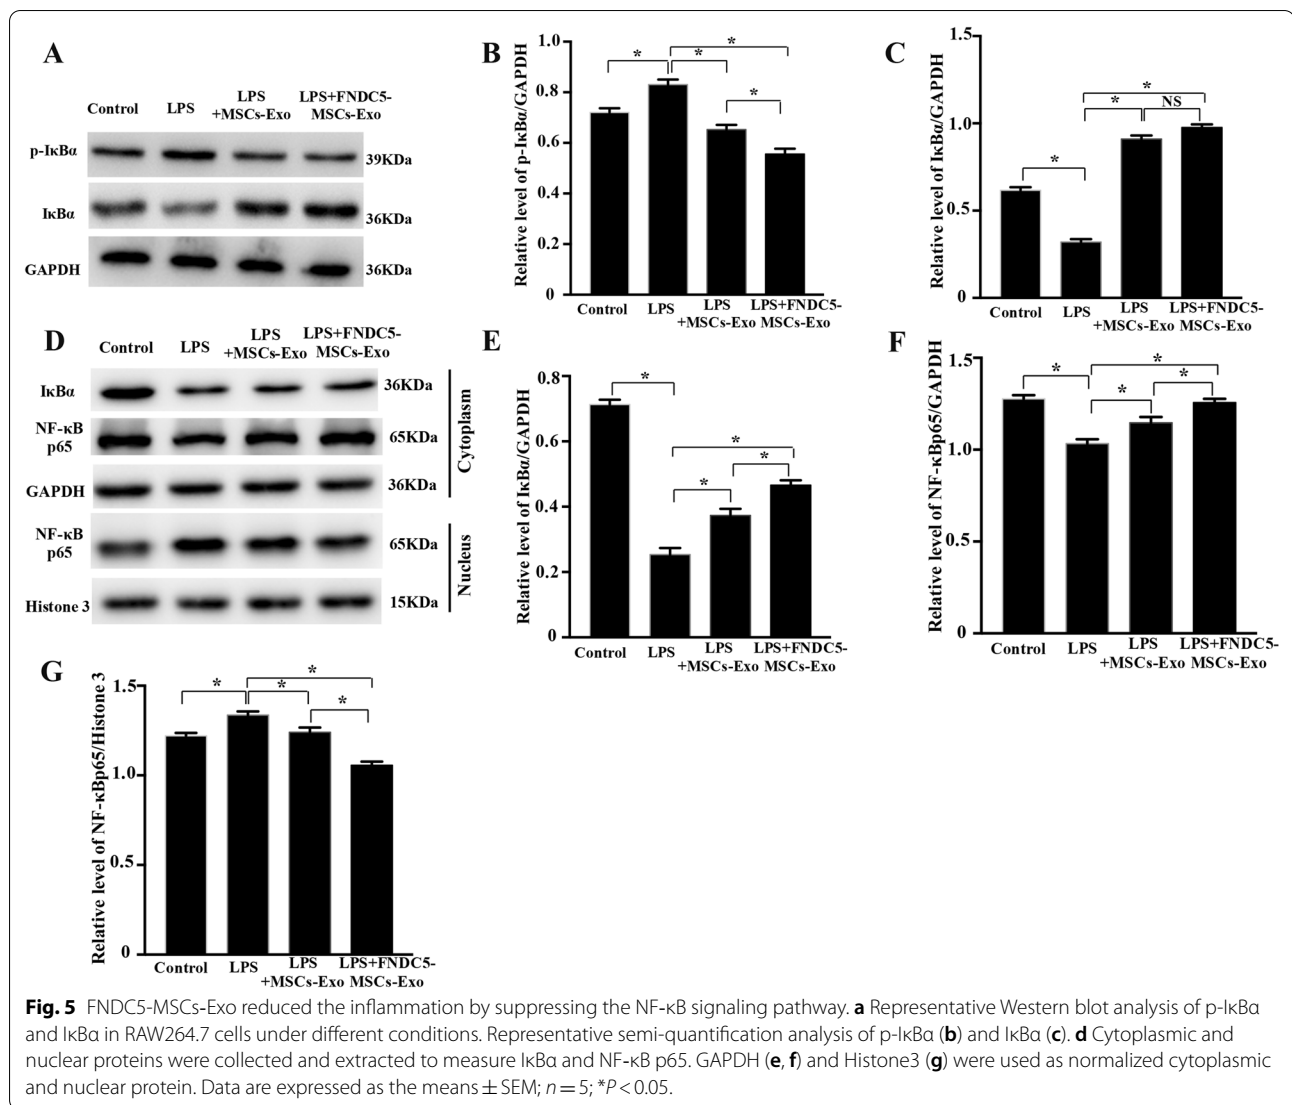 A
Control
LPS
LPS
+MSCs-Exo
LPS+FNDC5-
MSCs-Exo
p-IκBα
39KDa
IκBα
36KDa
GAPDH
36KDa
B
Relative level of p-IκBα/GAPDH
1.0
0.8
0.6
0.4
0.2
0
*
*
*
*
Control
LPS
LPS
+MSCs-Exo
LPS+FNDC5-
MSCs-Exo
C
Relative level of IκBα/GAPDH
1.5
1.0
0.5
0
*
*
*
NS
Control
LPS
LPS
+MSCs-Exo
LPS+FNDC5-
MSCs-Exo
D
Control
LPS
LPS
+MSCs-Exo
LPS+FNDC5-
MSCs-Exo
IκBα
36KDa
NF-κB
p65
65KDa
GAPDH
36KDa
Cytoplasm
NF-κB
p65
65KDa
Histone 3
15KDa
Nucleus
E
Relative level of IκBα/GAPDH
0.8
0.6
0.4
0.2
0
*
*
*
*
Control
LPS
LPS
+MSCs-Exo
LPS+FNDC5-
MSCs-Exo
F
Relative level of NF-κBp65/GAPDH
1.5
1.0
0.5
0
*
*
*
*
Control
LPS
LPS
+MSCs-Exo
LPS+FNDC5-
MSCs-Exo
G
Relative level of NF-κBp65/Histone 3
1.5
1.0
0.5
0
*
*
*
*
Control
LPS
LPS
+MSCs-Exo
LPS+FNDC5-
MSCs-Exo
Fig. 5 FNDC5-MSCs-Exo reduced the inflammation by suppressing the NF-κB signaling pathway. a Representative Western blot analysis of p-IκBα
and IκBα in RAW264.7 cells under different conditions. Representative semi-quantification analysis of p-IκBα (b) and IκBα (c). d Cytoplasmic and
nuclear proteins were collected and extracted to measure IκBα and NF-κB p65. GAPDH (e, f) and Histone3 (g) were used as normalized cytoplasmic
and nuclear protein. Data are expressed as the means ± SEM; n = 5; *P < 0.05.